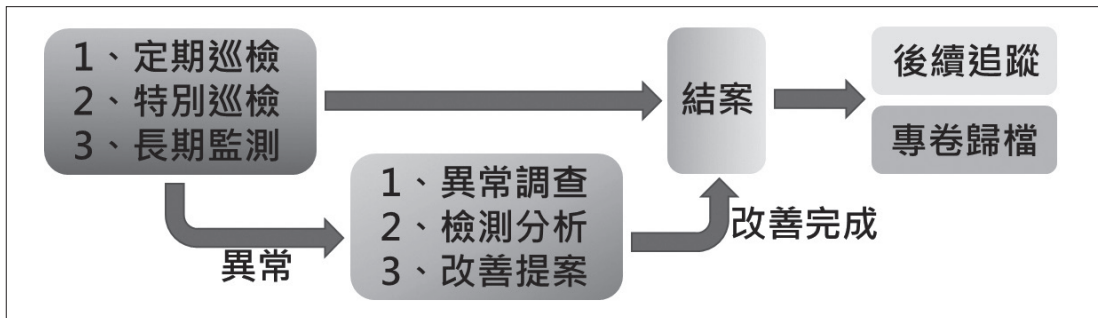 1、定期巡檢
2、特別巡檢
3、長期監測
結案
後續追蹤
專卷歸檔
異常
1、異常調查
2、檢測分析
3、改善提案
改善完成